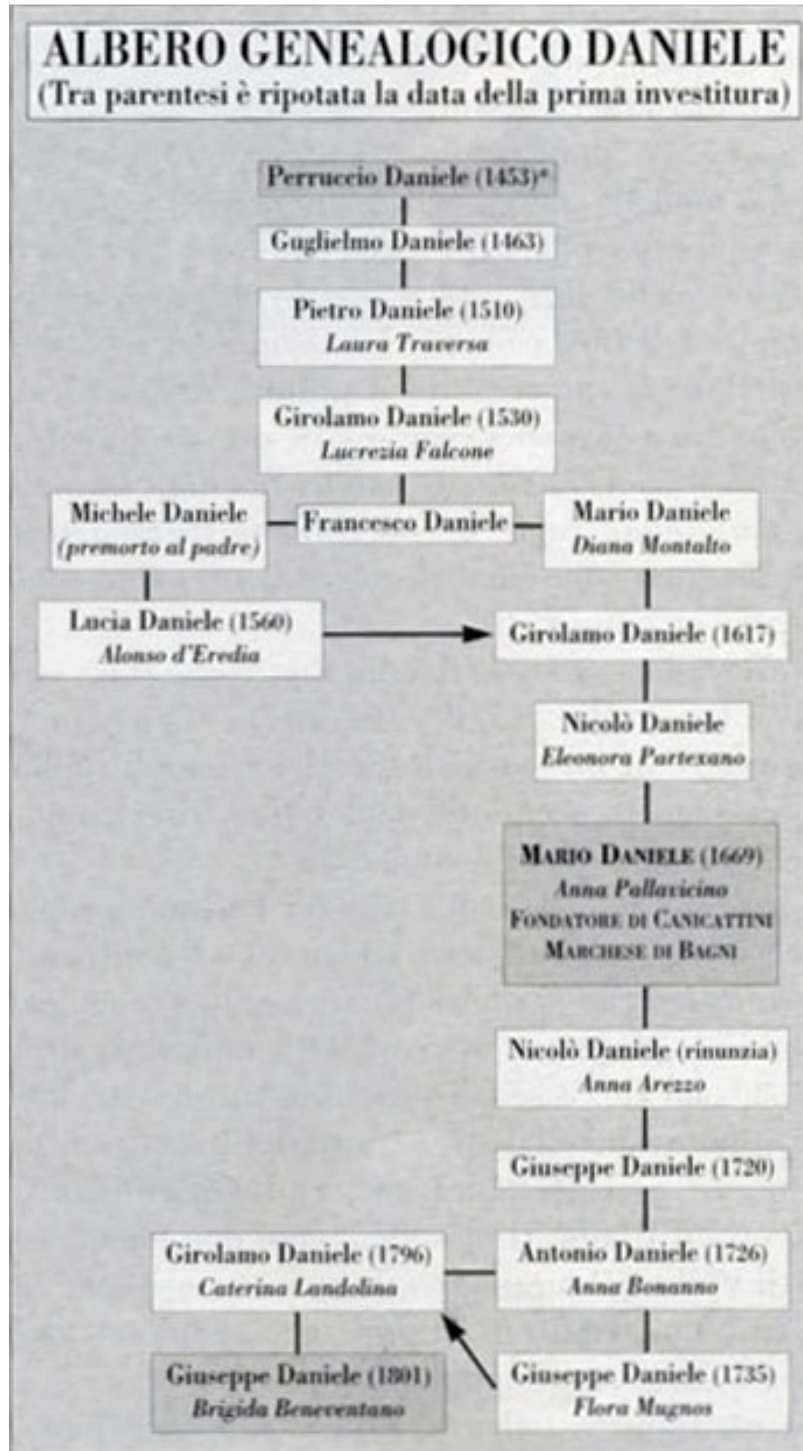 ALBERO GENEALOGICO DANIELE
(Tra parentesi è ripotata la data della prima investitura)
Perruccio Daniele (1453)*
Guglielmo Daniele (1463)
Pietro Daniele (1510)
Laura Traversa
Girolamo Daniele (1530)
Lucrezia Falcone
Michele Daniele
(premorto al padre)
Francesco Daniele
Mario Daniele
Diana Montalto
Lucia Daniele (1560)
Alonso d'Eredia
Girolamo Daniele (1617)
Nicolò Daniele
Eleonora Partexano
MARIO DANIELE (1669)
Anna Pallavicino
FONDATORE DI CANICATTINI
MARCHESE DI BAGNI
Nicolò Daniele (rinunzia)
Anna Arezzo
Giuseppe Daniele (1720)
Girolamo Daniele (1796)
Caterina Landolina
Antonio Daniele (1726)
Anna Bonanno
Giuseppe Daniele (1801)
Brigida Beneventano
Giuseppe Daniele (1735)
Flora Mugnos